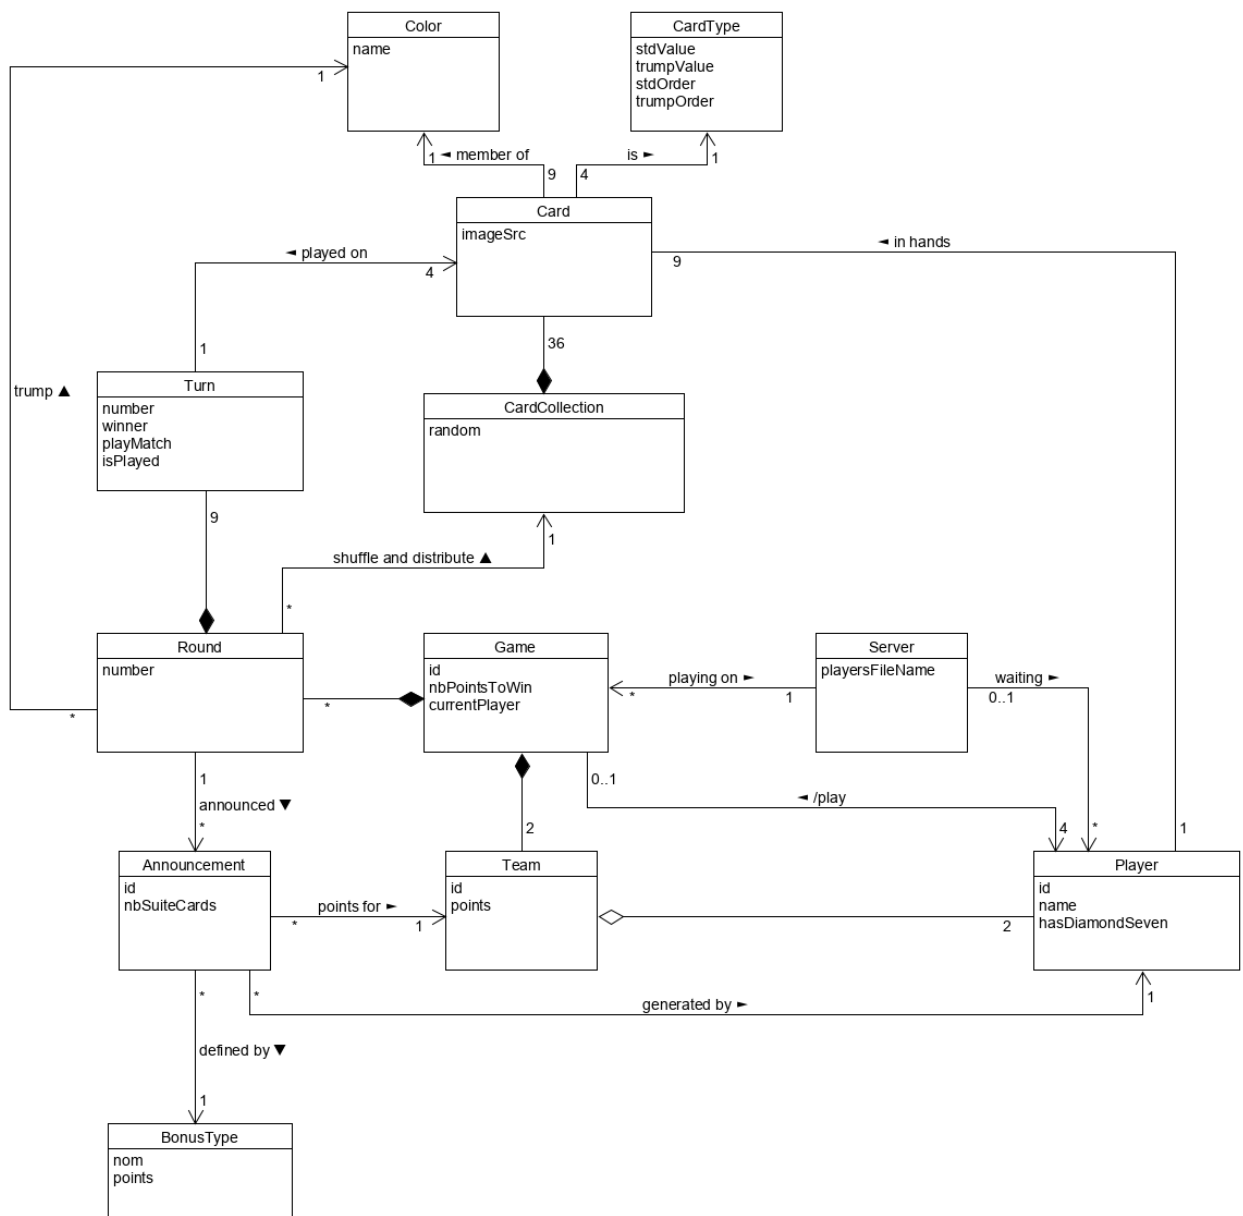 Color
name
CardType
stdValue
trumpValue
stdOrder
trumpOrder
1
1
◄ member of
is ►
1
9
4
Card
imageSrc
◄ played on
4
◄ in hands
9
1
36
trump ▲
Turn
number
winner
playMatch
isPlayed
CardCollection
random
9
1
shuffle and distribute ▲
*
Round
number
Game
id
nbPointsToWin
currentPlayer
Server
playersFileName
playing on ►
waiting ►
*
*
*
1
0..1
1
0..1
announced ▼
◄ /play
*
2
4
*
1
Announcement
id
nbSuiteCards
Team
id
points
Player
id
name
hasDiamondSeven
points for ►
*
1
2
*
*
generated by ►
1
defined by ▼
1
BonusType
nom
points